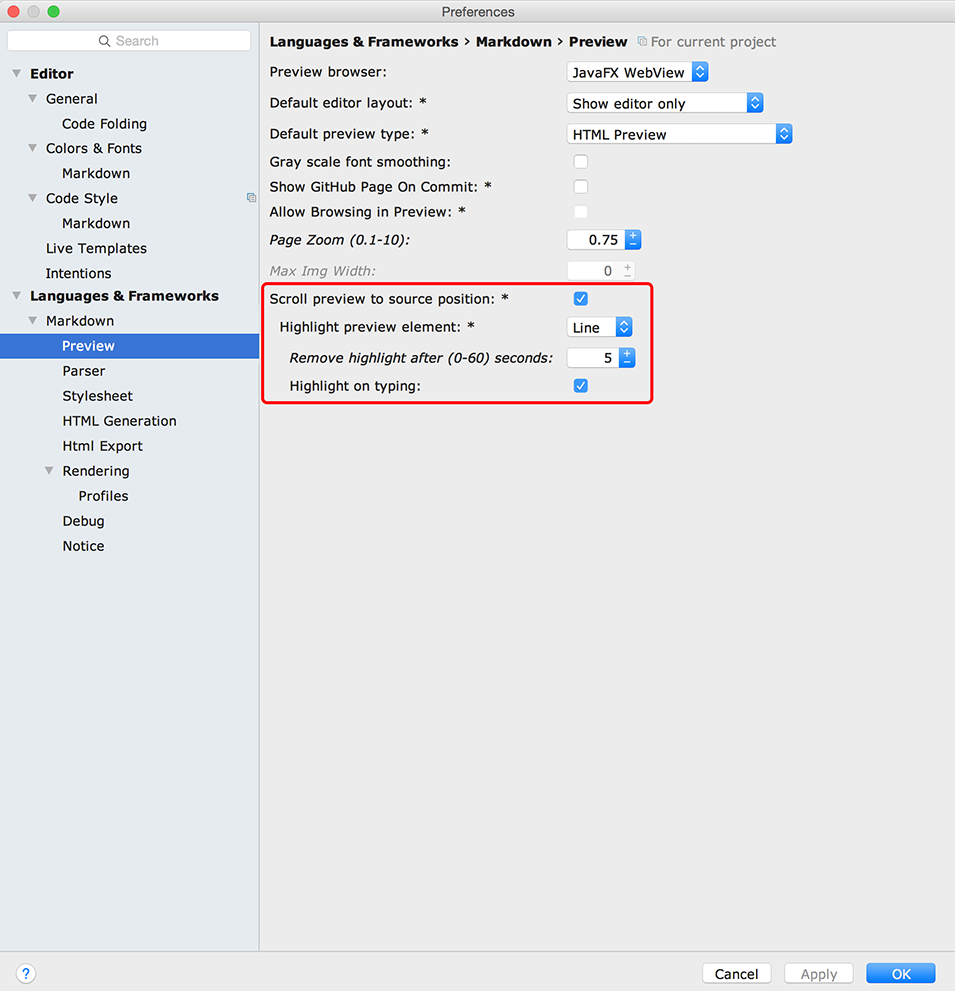 Preferences
Search
Editor
General
Code Folding
Colors & Fonts
Markdown
Code Style
Markdown
Live Templates
Intentions
Languages & Frameworks
Markdown
Preview
Parser
Stylesheet
HTML Generation
Html Export
Rendering
Profiles
Debug
Notice
Languages & Frameworks › Markdown › Preview For current project
Preview browser: JavaFX WebView
Default editor layout: * Show editor only
Default preview type: * HTML Preview
Gray scale font smoothing:
Show GitHub Page On Commit: *
Allow Browsing in Preview: *
Page Zoom (0.1-10): 0.75
Max Img Width: 0
Scroll preview to source position: *
Highlight preview element: * Line
Remove highlight after (0-60) seconds: 5
Highlight on typing:
? Cancel Apply OK